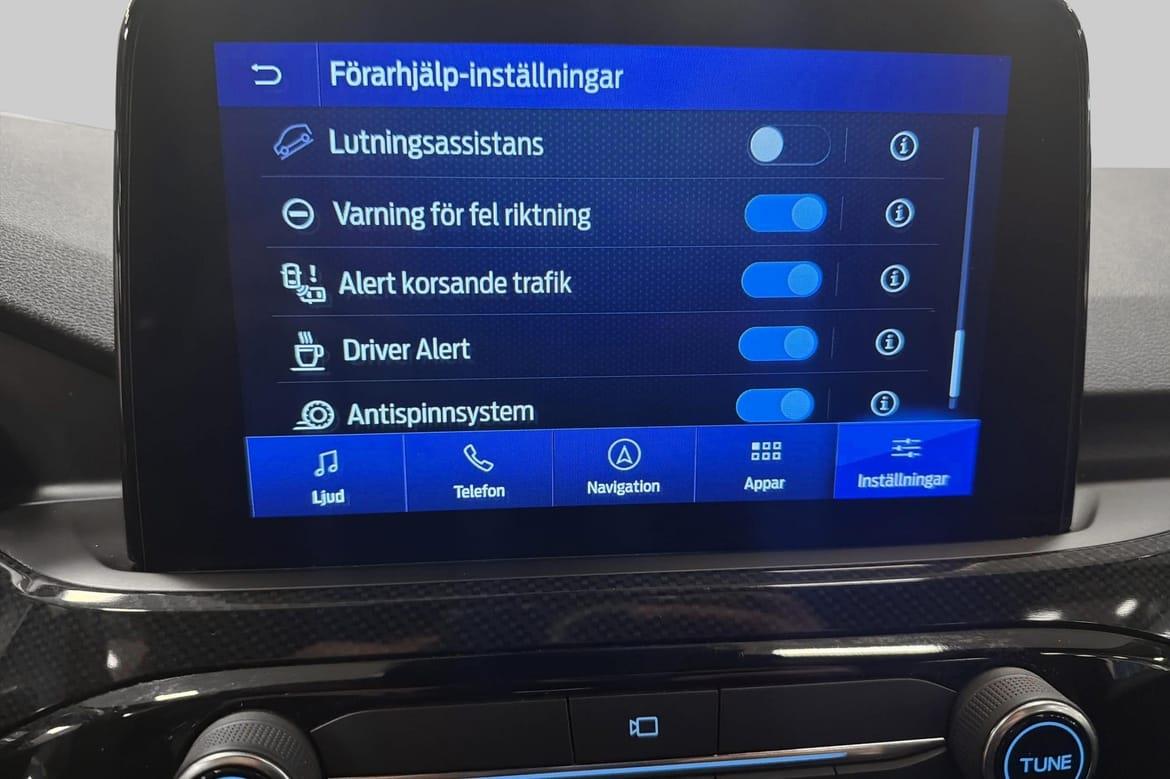 Förarhjälp-inställningar
Lutningsassistans
Varning för fel riktning
Alert korsande trafik
Driver Alert
Antispinnsystem
Ljud
Telefon
Navigation
Appar
Inställningar
TUNE